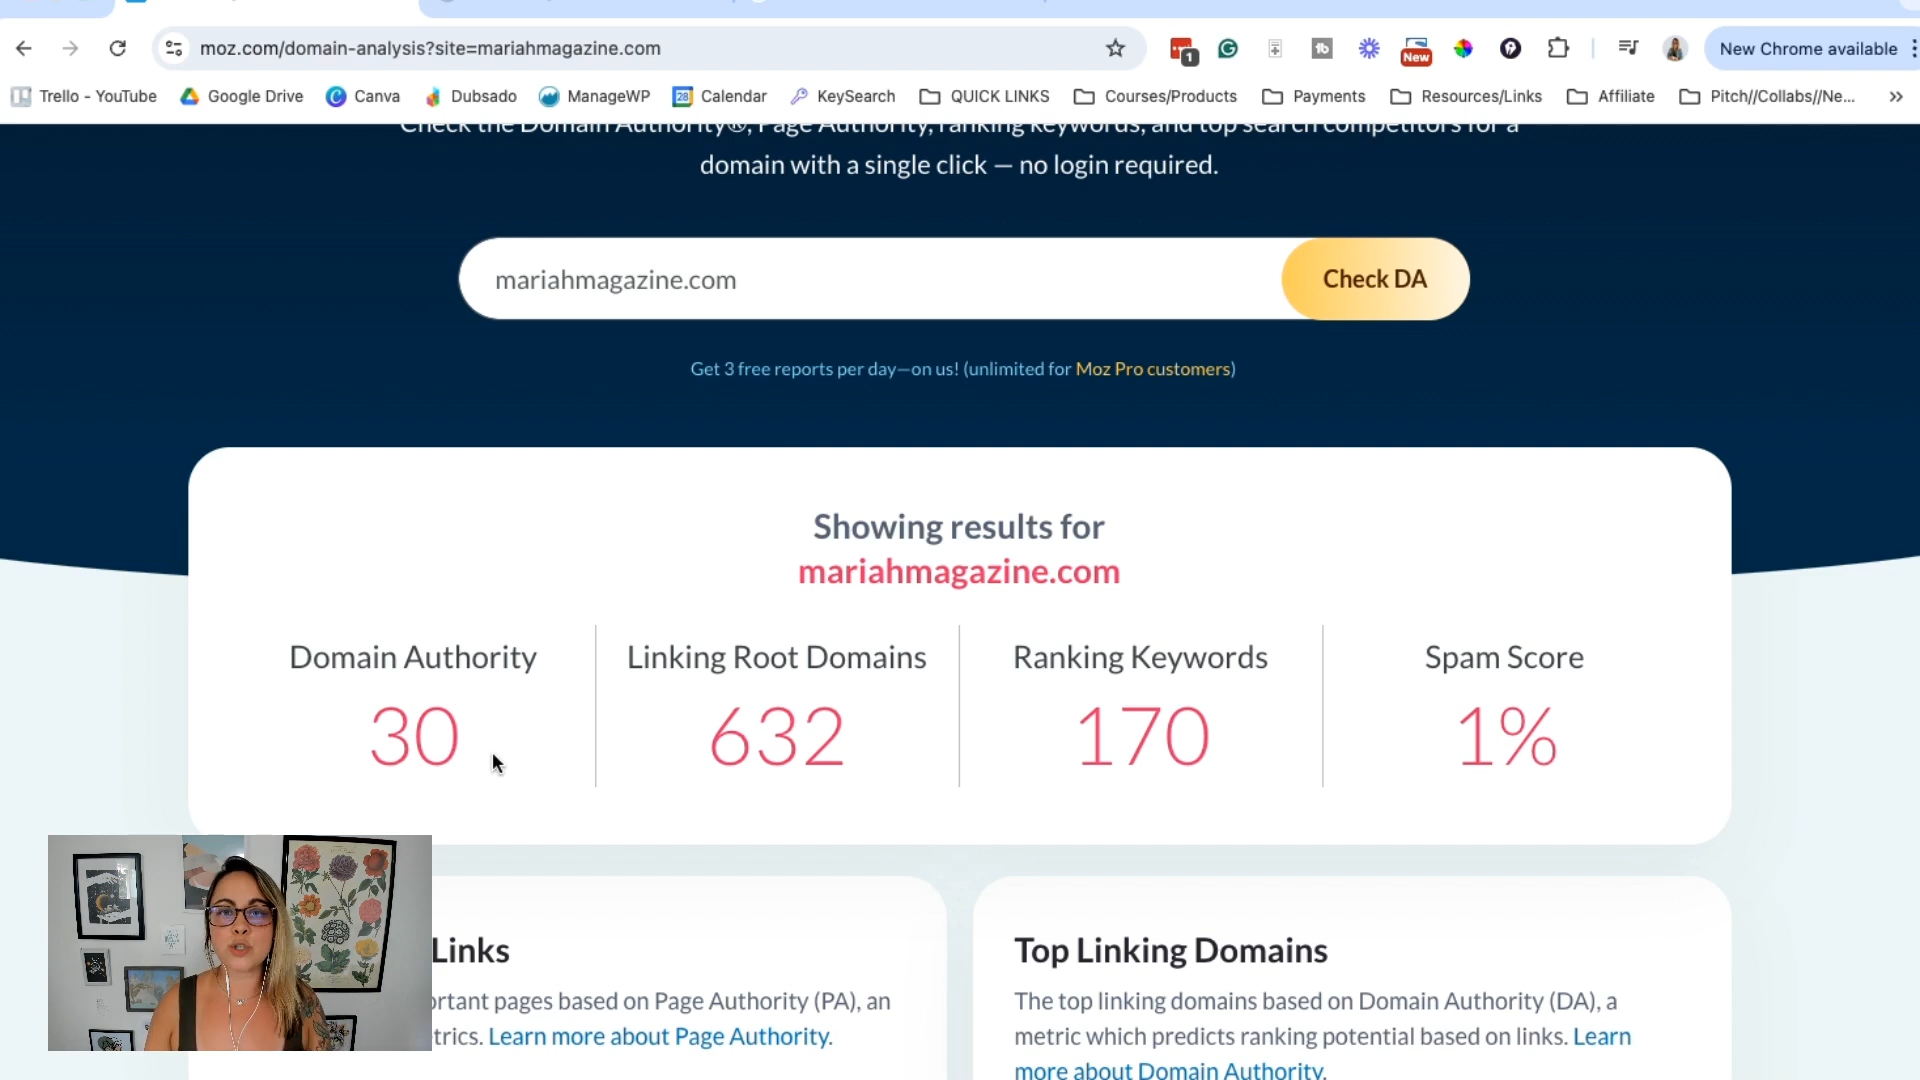 moz.com/domain-analysis?site=mariahmagazine.com
1
New
New Chrome available
Trello - YouTube
Google Drive
Canva
Dubsado
ManageWP
28
Calendar
KeySearch
QUICK LINKS
Courses/Products
Payments
Resources/Links
Affiliate
Pitch//Collabs//Ne...
Check the Domain Authority®, Page Authority, ranking keywords, and top search competitors for a
domain with a single click — no login required.
mariahmagazine.com
Check DA
Get 3 free reports per day—on us! (unlimited for Moz Pro customers)
Showing results for
mariahmagazine.com
Domain Authority
30
Linking Root Domains
632
Ranking Keywords
170
Spam Score
1%
Links
ortant pages based on Page Authority (PA), an
trics. Learn more about Page Authority.
Top Linking Domains
The top linking domains based on Domain Authority (DA), a
metric which predicts ranking potential based on links. Learn
more about Domain Authority.